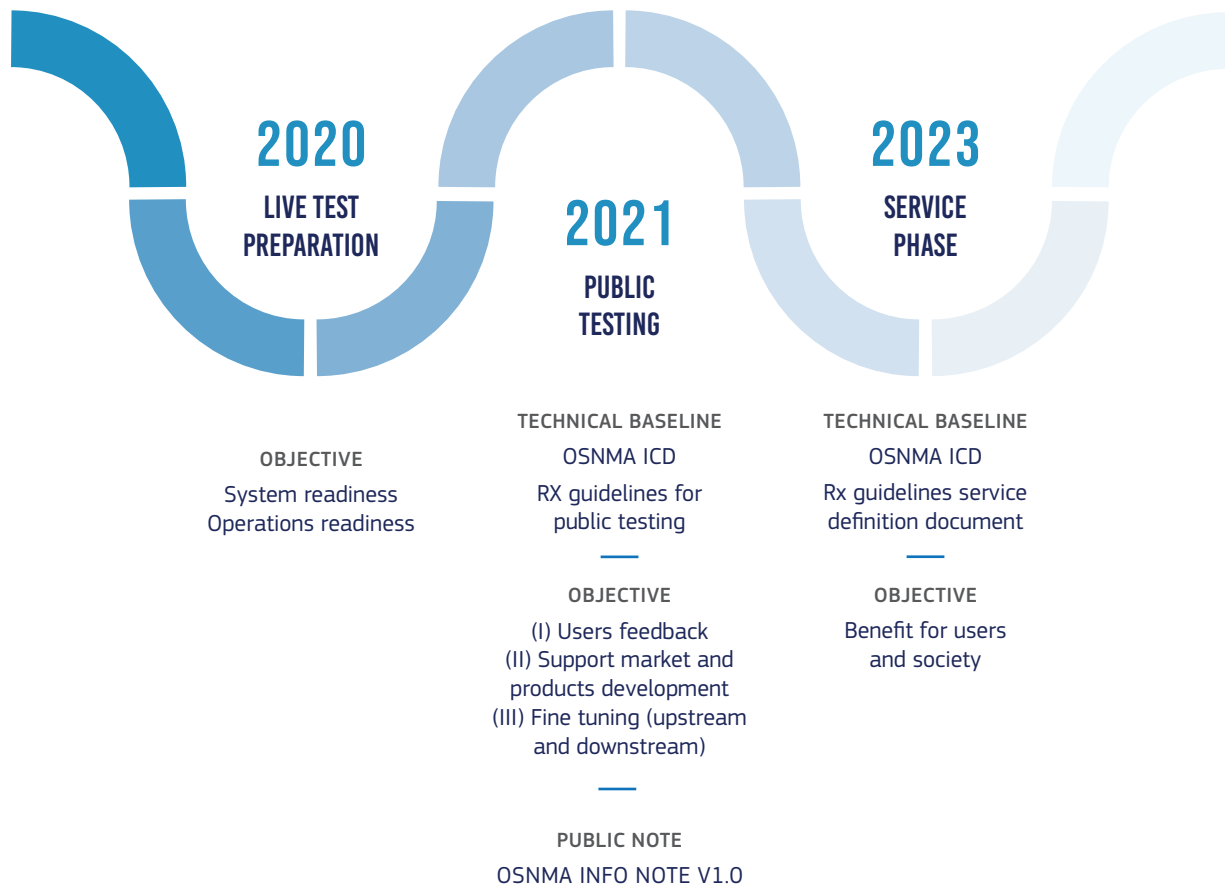 2020
LIVE TEST
PREPARATION
OBJECTIVE
System readiness
Operations readiness
2021
PUBLIC
TESTING
TECHNICAL BASELINE
OSNMA ICD
RX guidelines for
public testing
OBJECTIVE
(I) Users feedback
(II) Support market and
products development
(III) Fine tuning (upstream
and downstream)
PUBLIC NOTE
OSNMA INFO NOTE V1.0
2023
SERVICE
PHASE
TECHNICAL BASELINE
OSNMA ICD
Rx guidelines service
definition document
OBJECTIVE
Benefit for users
and society